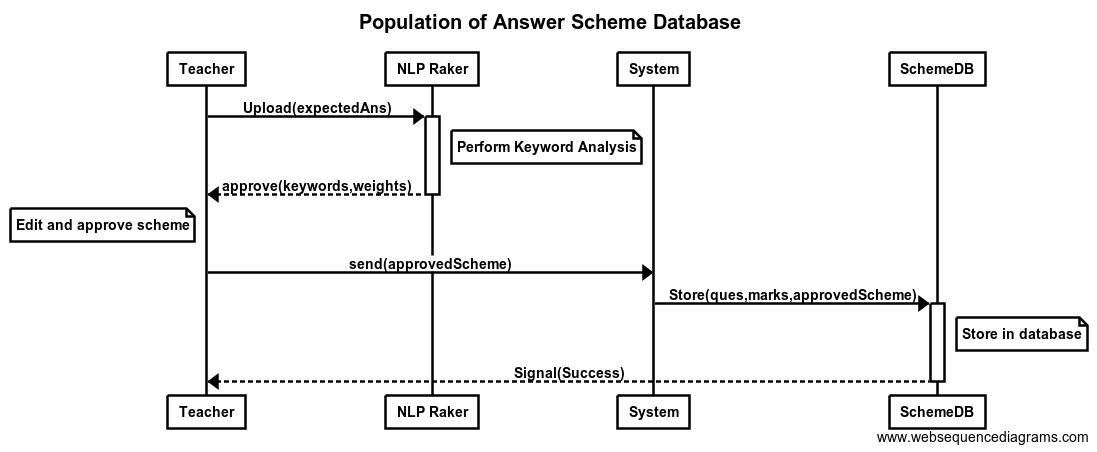 Population of Answer Scheme Database
Teacher
NLP Raker
System
SchemeDB
Upload(expectedAns)
Perform Keyword Analysis
approve(keywords,weights)
Edit and approve scheme
send(approvedScheme)
Store(ques,marks,approvedScheme)
Store in database
Signal(Success)
Teacher
NLP Raker
System
SchemeDB
www.websequencediagrams.com